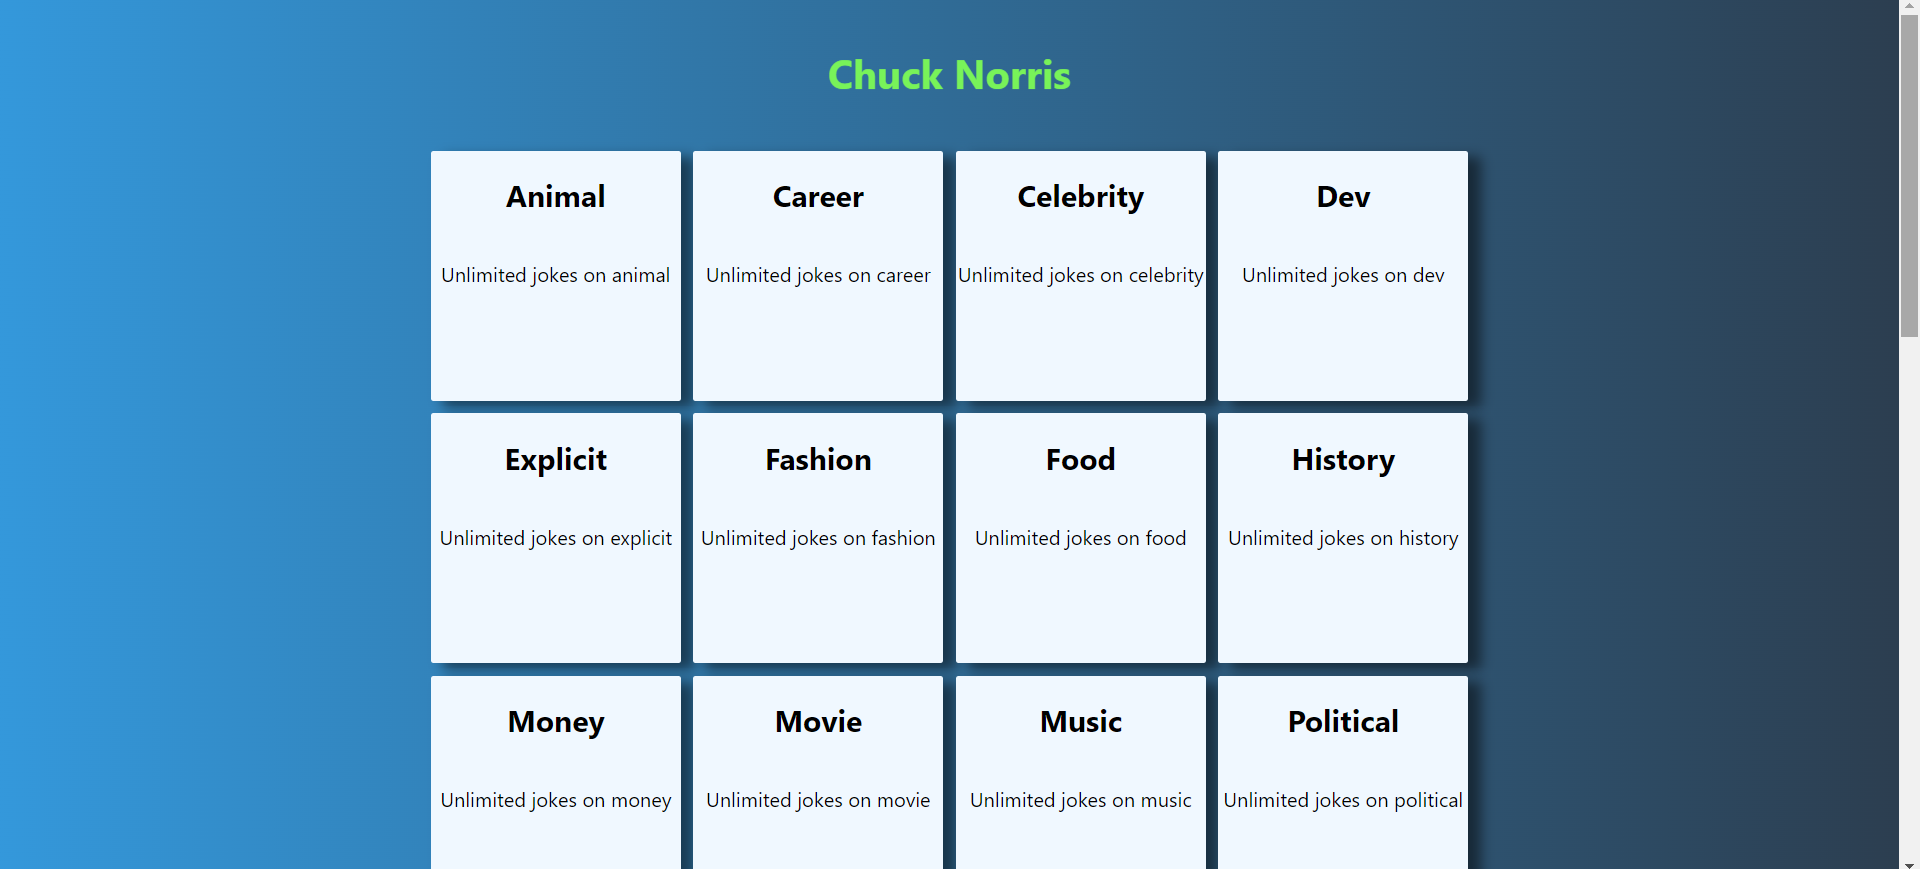 Chuck Norris
Animal
Unlimited jokes on animal
Career
Unlimited jokes on career
Celebrity
Unlimited jokes on celebrity
Dev
Unlimited jokes on dev
Explicit
Unlimited jokes on explicit
Fashion
Unlimited jokes on fashion
Food
Unlimited jokes on food
History
Unlimited jokes on history
Money
Unlimited jokes on money
Movie
Unlimited jokes on movie
Music
Unlimited jokes on music
Political
Unlimited jokes on political